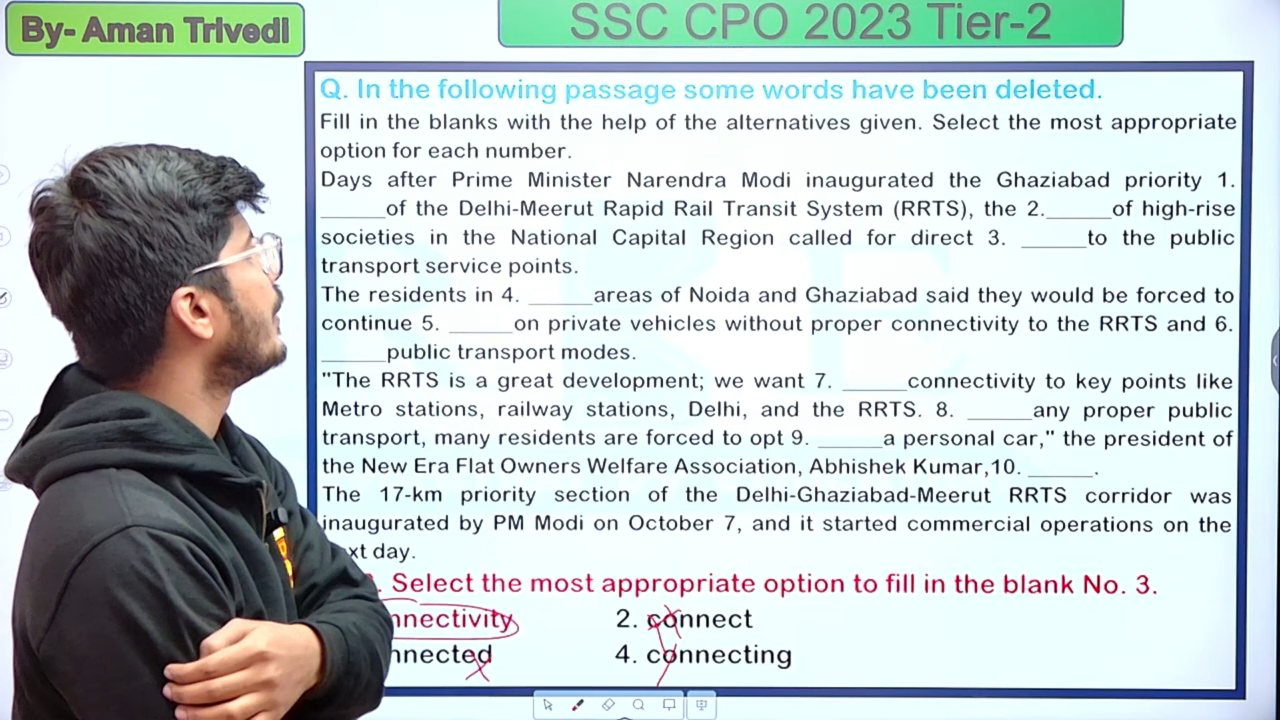 By- Aman Trivedi
SSC CPO 2023 Tier-2
Q. In the following passage some words have been deleted.
Fill in the blanks with the help of the alternatives given. Select the most appropriate
option for each number.
Days after Prime Minister Narendra Modi inaugurated the Ghaziabad priority 1.
______of the Delhi-Meerut Rapid Rail Transit System (RRTS), the 2.______of high-rise
societies in the National Capital Region called for direct 3. ______to the public
transport service points.
The residents in 4. ______areas of Noida and Ghaziabad said they would be forced to
continue 5. ______on private vehicles without proper connectivity to the RRTS and 6.
______public transport modes.
"The RRTS is a great development; we want 7. ______connectivity to key points like
Metro stations, railway stations, Delhi, and the RRTS. 8. ______any proper public
transport, many residents are forced to opt 9. ______a personal car," the president of
the New Era Flat Owners Welfare Association, Abhishek Kumar,10. ______.
The 17-km priority section of the Delhi-Ghaziabad-Meerut RRTS corridor was
inaugurated by PM Modi on October 7, and it started commercial operations on the
xt day.
. Select the most appropriate option to fill in the blank No. 3.
nnectivity 2. connect
nnected 4. connecting